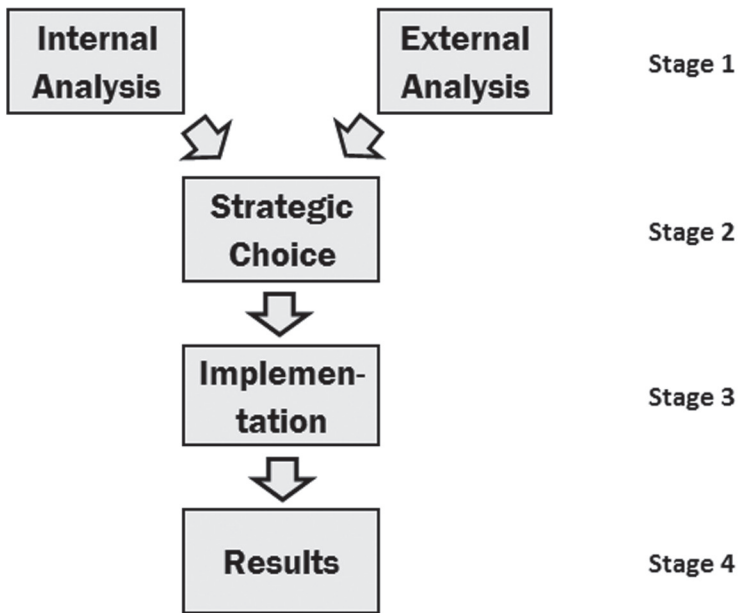 Internal
Analysis
External
Analysis
Stage 1
Strategic
Choice
Stage 2
Implemen-
tation
Stage 3
Results
Stage 4